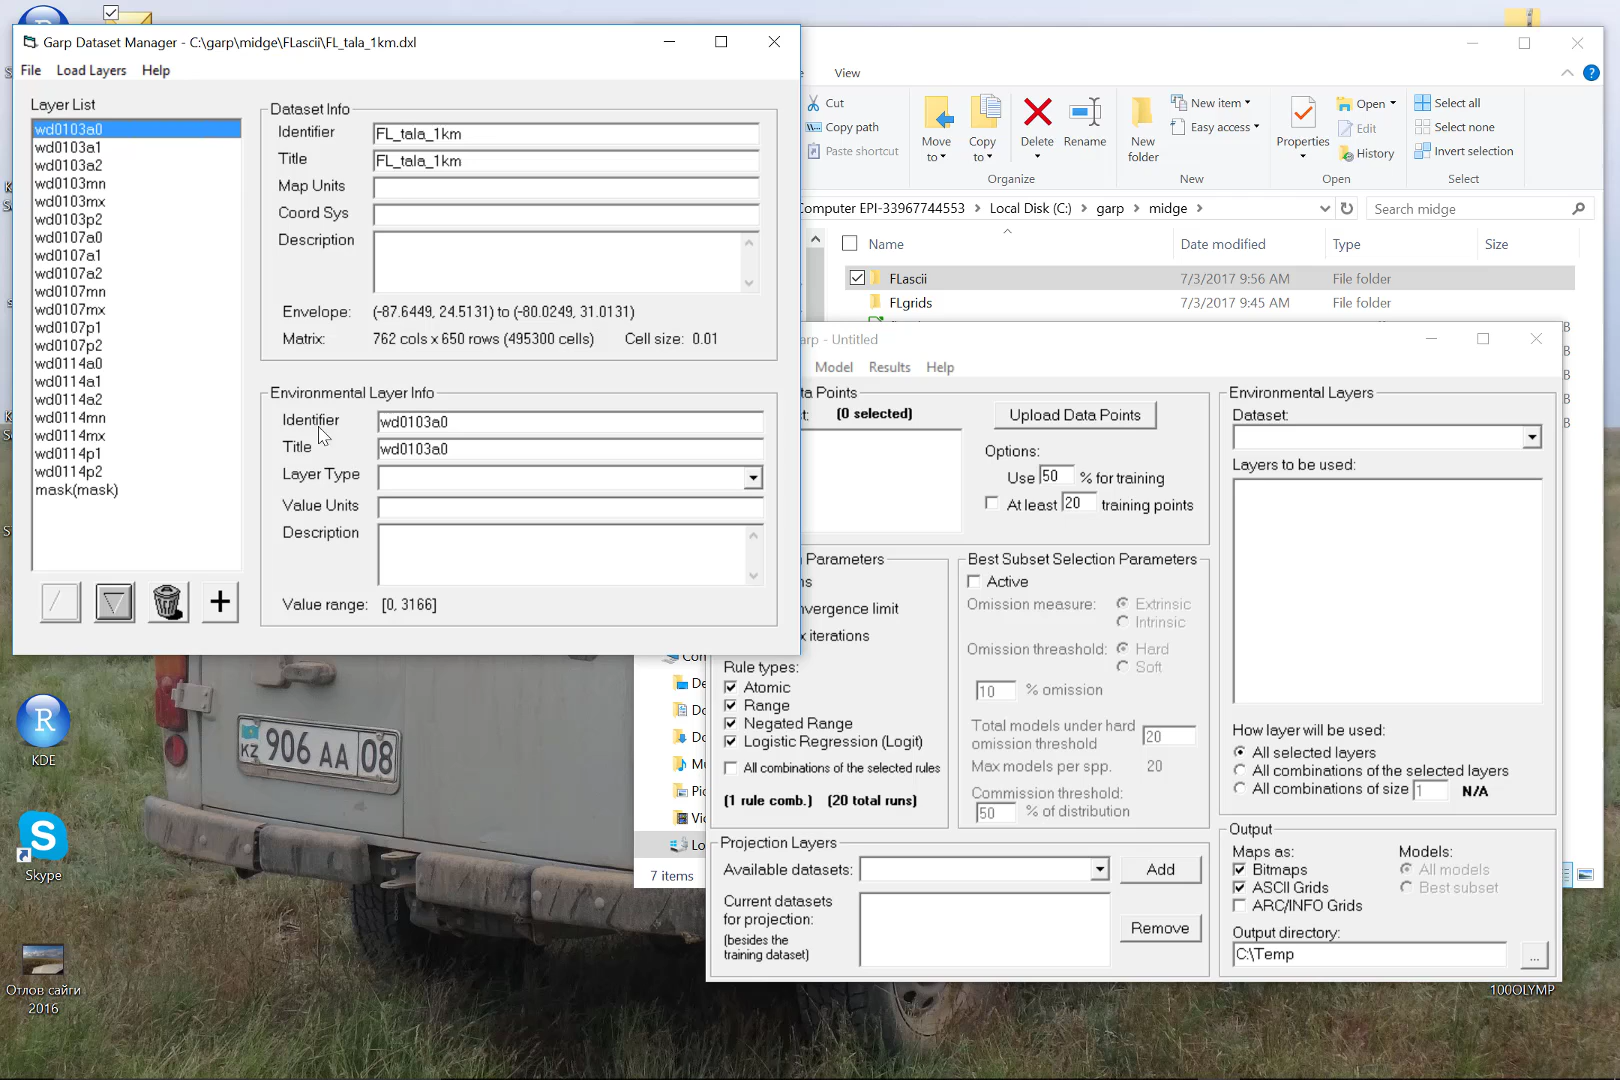 Garp Dataset Manager - C:\garp\midge\FLascii\FL_tala_1km.dxl
File Load Layers Help
Layer List
wd0103a0
wd0103a1
wd0103a2
wd0103mn
wd0103mx
wd0103p2
wd0107a0
wd0107a1
wd0107a2
wd0107mn
wd0107mx
wd0107p1
wd0107p2
wd0114a0
wd0114a1
wd0114a2
wd0114mn
wd0114mx
wd0114p1
wd0114p2
mask(mask)
Dataset Info
Identifier FL_tala_1km
Title FL_tala_1km
Map Units
Coord Sys
Description
Envelope: (-87.6449, 24.5131) to (-80.0249, 31.0131)
Matrix: 762 cols x 650 rows (495300 cells) Cell size: 0.01
Environmental Layer Info
Identifier wd0103a0
Title wd0103a0
Layer Type
Value Units
Description
Value range: [0, 3166]
View
Cut
Copy path
Paste shortcut
Move to
Copy to
Delete
Rename
Organize
New folder
New item
Easy access
New
Properties
Open
Edit
History
Open
Select all
Select none
Invert selection
Select
Computer EPI-33967744553 Local Disk (C:) garp midge
Search midge
Name Date modified Type Size
FLascii 7/3/2017 9:56 AM File folder
FLgrids 7/3/2017 9:45 AM File folder
arp - Untitled
Model Results Help
ta Points
t: (0 selected)
Upload Data Points
Options:
Use 50 % for training
At least 20 training points
Parameters
ns
nvergence limit
x iterations
Rule types:
Atomic
Range
Negated Range
Logistic Regression (Logit)
All combinations of the selected rules
(1 rule comb.) (20 total runs)
Best Subset Selection Parameters
Active
Omission measure: Extrinsic
Intrinsic
Omission threashold: Hard
Soft
10 % omission
Total models under hard
omission threshold 20
Max models per spp. 20
Commission threshold:
50 % of distribution
Projection Layers
Available datasets: Add
Current datasets
for projection:
(besides the
training dataset)
Remove
Environmental Layers
Dataset:
Layers to be used:
How layer will be used:
All selected layers
All combinations of the selected layers
All combinations of size 1 N/A
Output
Maps as:
Bitmaps
ASCII Grids
ARC/INFO Grids
Models:
All models
Best subset
Output directory:
C:\Temp
...
Con
De
Do
Do
Mu
Pic
Vic
Lo
7 items
KZ 906 AA 08
R
KDE
S
Skype
Отлов сайги
2016
100OLYMP